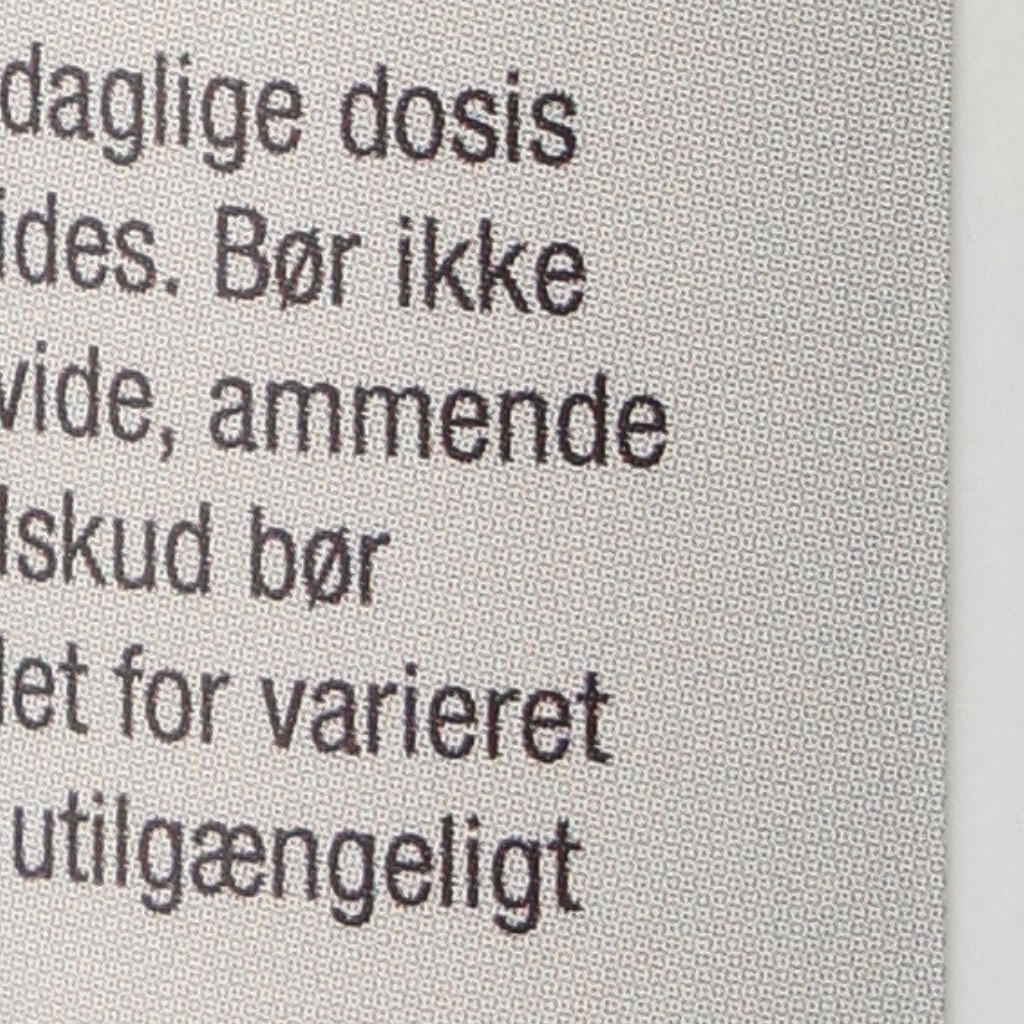 daglige dosis
ides. Bør ikke
vide, ammende
lskud bør
let for varieret
utilgængeligt